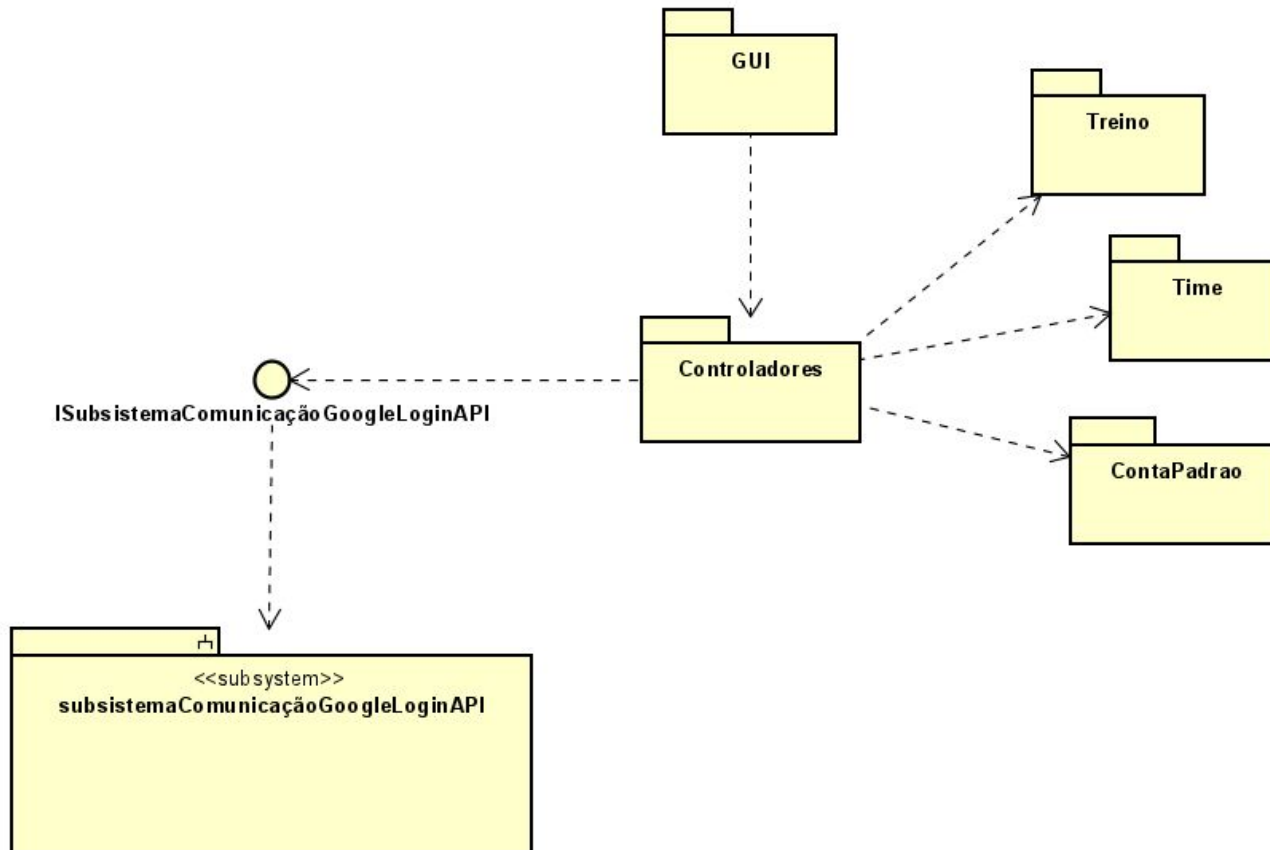 GUI
Treino
Time
Controladores
ISubsistemaComunicaçãoGoogleLoginAPI
ContaPadrao
<<subsystem>>
subsistemaComunicaçãoGoogleLoginAPI